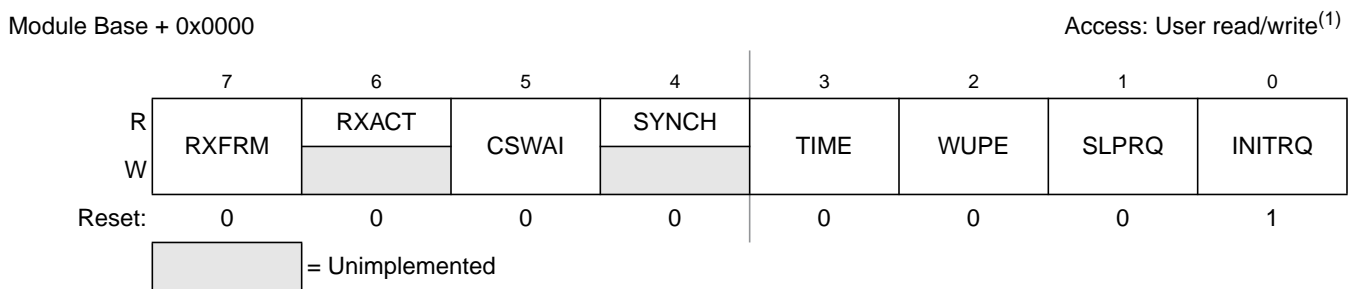 Module Base + 0x0000 Access: User read/write(1)
7 6 5 4 3 2 1 0
R RXFRM RXACT CSWAI SYNCH TIME WUPE SLPRQ INITRQ
W
Reset: 0 0 0 0 0 0 0 1
= Unimplemented